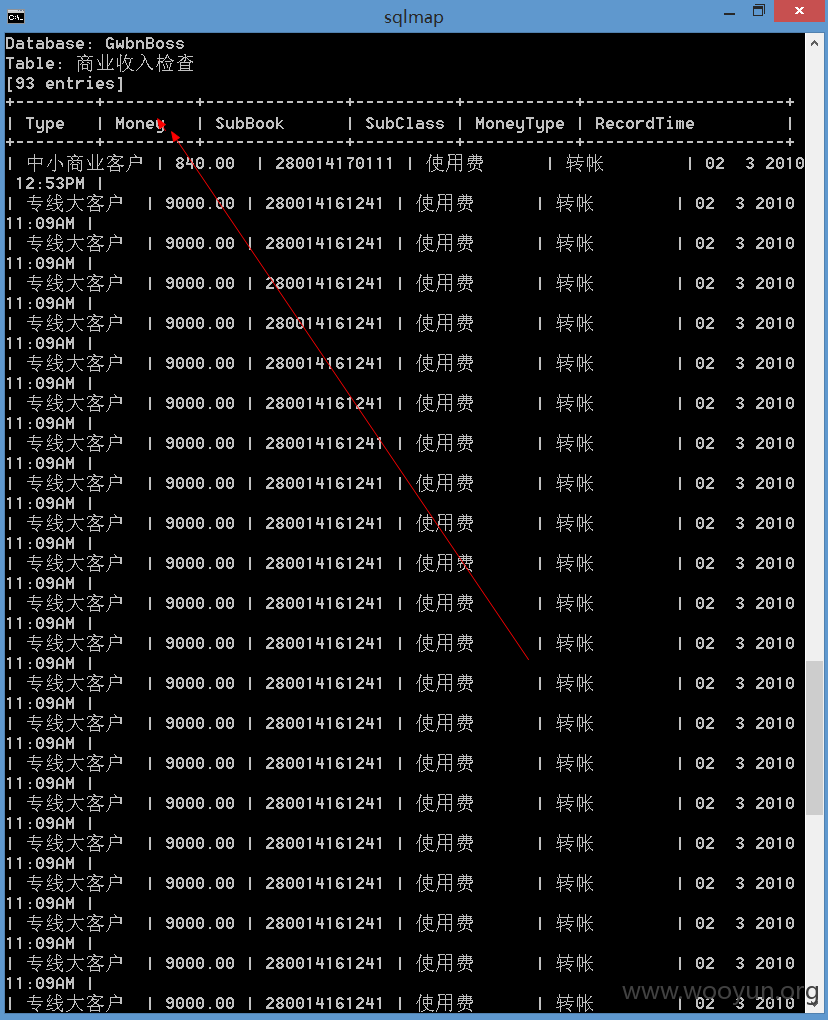 sqlmap
Database: GwbnBoss
Table: 商业收入检查
[93 entries]
+--------+---------+--------------+----------+-----------+--------------------+
| Type | Money | SubBook | SubClass | MoneyType | RecordTime |
+--------+---------+--------------+----------+-----------+--------------------+
| 中小商业客户 | 840.00 | 280014170111 | 使用费 | 转帐 | 02 3 2010
12:53PM |
| 专线大客户 | 9000.00 | 280014161241 | 使用费 | 转帐 | 02 3 2010
11:09AM |
| 专线大客户 | 9000.00 | 280014161241 | 使用费 | 转帐 | 02 3 2010
11:09AM |
| 专线大客户 | 9000.00 | 280014161241 | 使用费 | 转帐 | 02 3 2010
11:09AM |
| 专线大客户 | 9000.00 | 280014161241 | 使用费 | 转帐 | 02 3 2010
11:09AM |
| 专线大客户 | 9000.00 | 280014161241 | 使用费 | 转帐 | 02 3 2010
11:09AM |
| 专线大客户 | 9000.00 | 280014161241 | 使用费 | 转帐 | 02 3 2010
11:09AM |
| 专线大客户 | 9000.00 | 280014161241 | 使用费 | 转帐 | 02 3 2010
11:09AM |
| 专线大客户 | 9000.00 | 280014161241 | 使用费 | 转帐 | 02 3 2010
11:09AM |
| 专线大客户 | 9000.00 | 280014161241 | 使用费 | 转帐 | 02 3 2010
11:09AM |
| 专线大客户 | 9000.00 | 280014161241 | 使用费 | 转帐 | 02 3 2010
11:09AM |
| 专线大客户 | 9000.00 | 280014161241 | 使用费 | 转帐 | 02 3 2010
11:09AM |
| 专线大客户 | 9000.00 | 280014161241 | 使用费 | 转帐 | 02 3 2010
11:09AM |
| 专线大客户 | 9000.00 | 280014161241 | 使用费 | 转帐 | 02 3 2010
11:09AM |
| 专线大客户 | 9000.00 | 280014161241 | 使用费 | 转帐 | 02 3 2010
11:09AM |
| 专线大客户 | 9000.00 | 280014161241 | 使用费 | 转帐 | 02 3 2010
11:09AM |
| 专线大客户 | 9000.00 | 280014161241 | 使用费 | 转帐 | 02 3 2010
11:09AM |
| 专线大客户 | 9000.00 | 280014161241 | 使用费 | 转帐 | 02 3 2010
11:09AM |
| 专线大客户 | 9000.00 | 280014161241 | 使用费 | 转帐 | 02 3 2010
11:09AM |
| 专线大客户 | 9000.00 | 280014161241 | 使用费 | 转帐 | 02 3 2010
11:09AM |
| 专线大客户 | 9000.00 | 280014161241 | 使用费 | 转帐 | 02 3 2010
11:09AM |
| 专线大客户 | 9000.00 | 280014161241 | 使用费 | 转帐 | 02 3 2010
www.wooyun.org